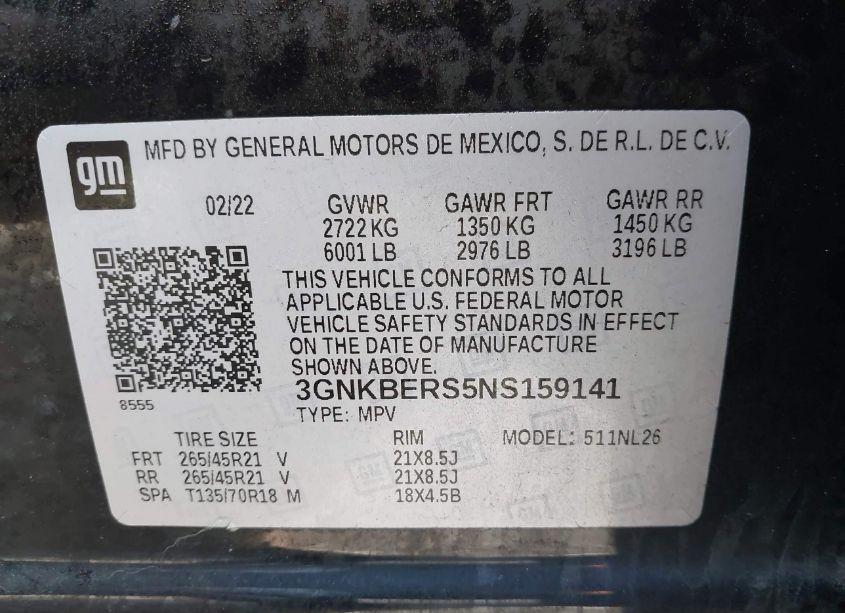 gm
MFD BY GENERAL MOTORS DE MEXICO, S. DE R.L. DE C.V.
02/22 GVWR GAWR FRT GAWR RR
2722 KG 1350 KG 1450 KG
6001 LB 2976 LB 3196 LB
THIS VEHICLE CONFORMS TO ALL
APPLICABLE U.S. FEDERAL MOTOR
VEHICLE SAFETY STANDARDS IN EFFECT
ON THE DATE OF MANUFACTURE
SHOWN ABOVE.
3GNKBERS5NS159141
8555
TYPE: MPV
TIRE SIZE RIM MODEL: 511NL26
FRT 265/45R21 V 21X8.5J
RR 265/45R21 V 21X8.5J
SPA T135/70R18 M 18X4.5B